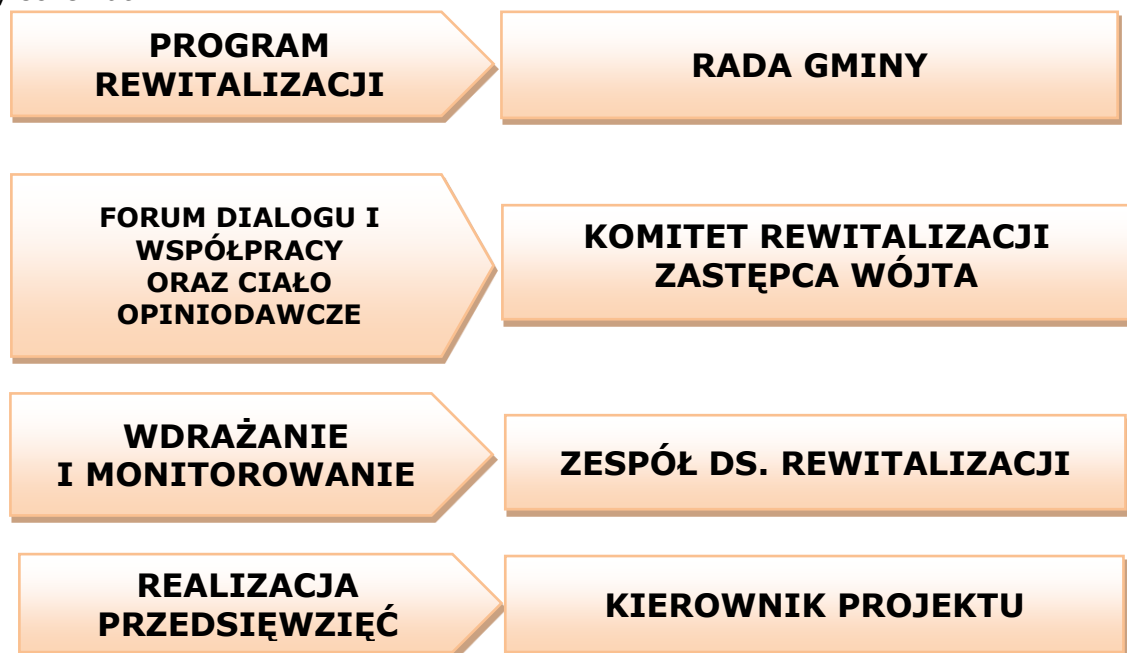 PROGRAM
REWITALIZACJI
RADA GMINY
FORUM DIALOGU I
WSPÓŁPRACY
ORAZ CIAŁO
OPINIODAWCZE
KOMITET REWITALIZACJI
ZASTĘPCA WÓJTA
WDRAŻANIE
I MONITOROWANIE
ZESPÓŁ DS. REWITALIZACJI
REALIZACJA
PRZEDSIĘWZIĘĆ
KIEROWNIK PROJEKTU